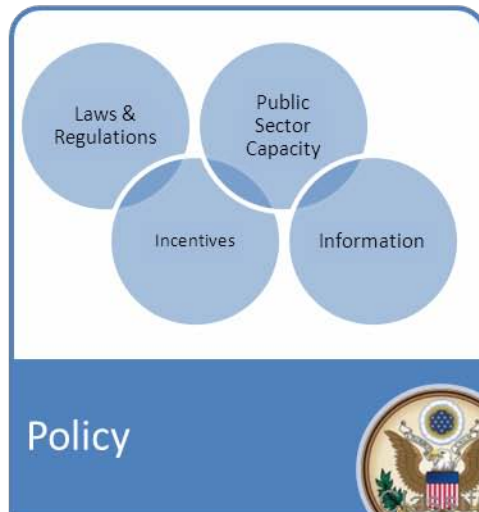 Laws &
Regulations
Public
Sector
Capacity
Incentives
Information
Policy